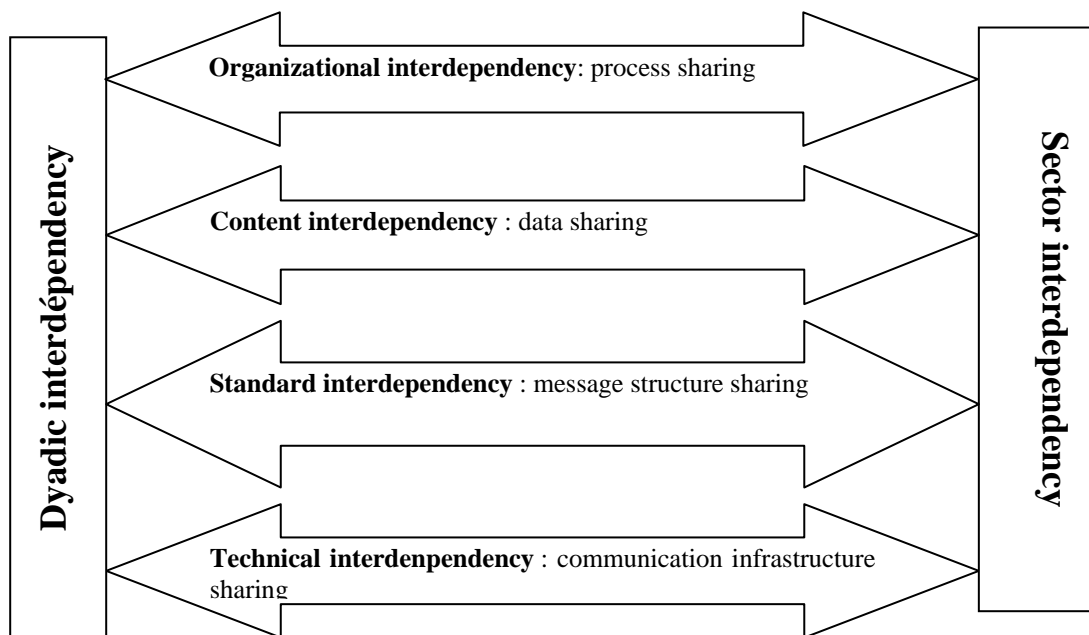 Dyadic interdépendency
Organizational interdependency: process sharing
Content interdependency : data sharing
Standard interdependency : message structure sharing
Technical interdenpendency : communication infrastructure
sharing
Sector interdependency